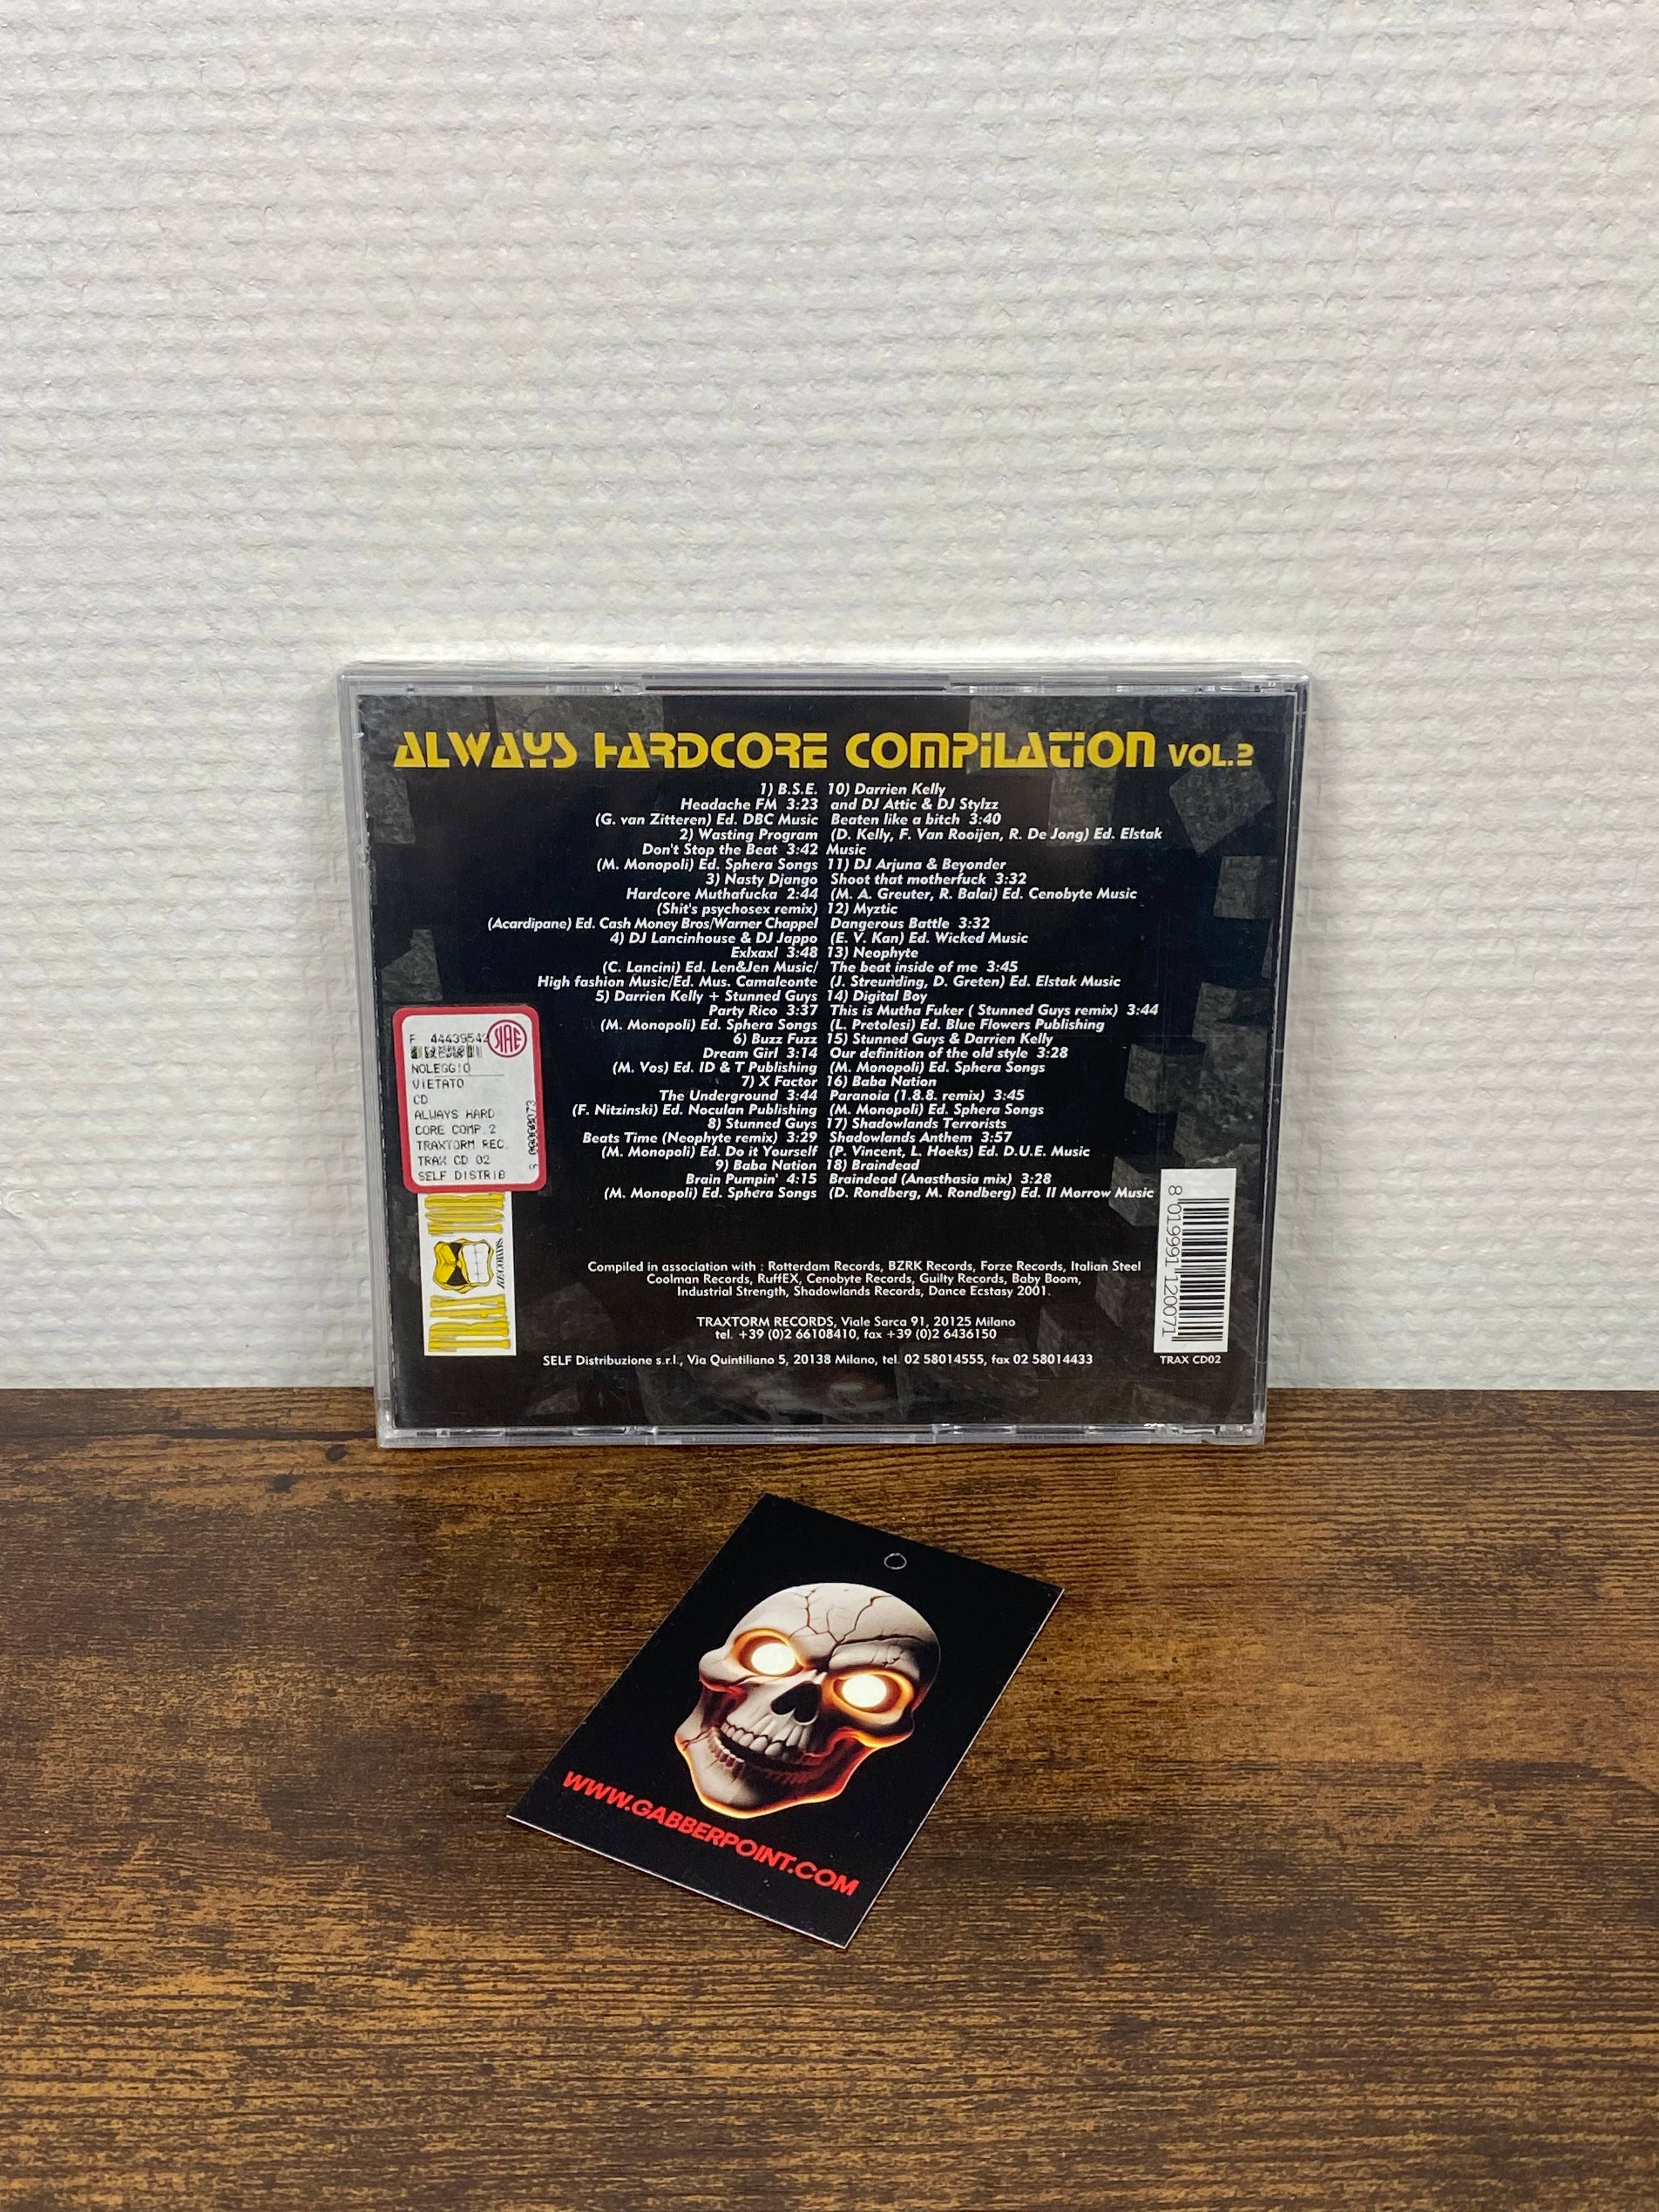 ALWAYS HARDCORE COMPILATION VOL.2
1) B.S.E.
Headache FM 3:23
(G. van Zitteren) Ed. DBC Music
2) Wasting Program
Don't Stop the Beat 3:42
(M. Monopoli) Ed. Sphera Songs
3) Nasty Django
Hardcore Muthafucka 2:44
(Shit's psychosex remix)
(Acardipane) Ed. Cash Money Bros/Warner Chappel
4) DJ Lancinhouse & DJ Jappo
Exlxaxl 3:48
(C. Lancini) Ed. Len&Jen Music/
High fashion Music/Ed. Mus. Camaleonte
5) Darrien Kelly + Stunned Guys
Party Rico 3:37
(M. Monopoli) Ed. Sphera Songs
6) Buzz Fuzz
Dream Girl 3:14
(M. Vos) Ed. ID & T Publishing
7) X Factor
The Underground 3:44
(F. Nitzinski) Ed. Noculan Publishing
8) Stunned Guys
Beats Time (Neophyte remix) 3:29
(M. Monopoli) Ed. Do it Yourself
9) Baba Nation
Brain Pumpin' 4:15
(M. Monopoli) Ed. Sphera Songs
10) Darrien Kelly
and DJ Attic & DJ Stylzz
Beaten like a bitch 3:40
(D. Kelly, F. Van Rooijen, R. De Jong) Ed. Elstak
Music
11) DJ Arjuna & Beyonder
Shoot that motherfuck 3:32
(M. A. Greuter, R. Balai) Ed. Cenobyte Music
12) Myztic
Dangerous Battle 3:32
(E. V. Kan) Ed. Wicked Music
13) Neophyte
The beat inside of me 3:45
(J. Streunding, D. Greten) Ed. Elstak Music
14) Digital Boy
This is Mutha Fuker ( Stunned Guys remix) 3:44
(L. Pretolesi) Ed. Blue Flowers Publishing
15) Stunned Guys & Darrien Kelly
Our definition of the old style 3:28
(M. Monopoli) Ed. Sphera Songs
16) Baba Nation
Paranoia (1.8.8. remix) 3:45
(M. Monopoli) Ed. Sphera Songs
17) Shadowlands Terrorists
Shadowlands Anthem 3:57
(P. Vincent, L. Hoeks) Ed. D.U.E. Music
18) Braindead
Braindead (Anasthasia mix) 3:28
(D. Rondberg, M. Rondberg) Ed. II Morrow Music
F
SIAE
NOLEGGIO
VIETATO
CD
ALWAYS HARD
CORE COMP.2
TRAXTORM REC.
TRAX CD 02
SELF DISTRIB
TRAX
RECORDS
Compiled in association with : Rotterdam Records, BZRK Records, Forze Records, Italian Steel
Coolman Records, RuffEX, Cenobyte Records, Guilty Records, Baby Boom,
Industrial Strength, Shadowlands Records, Dance Ecstasy 2001.
TRAXTORM RECORDS, Viale Sarca 91, 20125 Milano
tel. +39 (0)2 66108410, fax +39 (0)2 6436150
SELF Distribuzione s.r.l., Via Quintiliano 5, 20138 Milano, tel. 02 58014555, fax 02 58014433
8 019991 120071
TRAX CD02
WWW.GABBERPOINT.COM